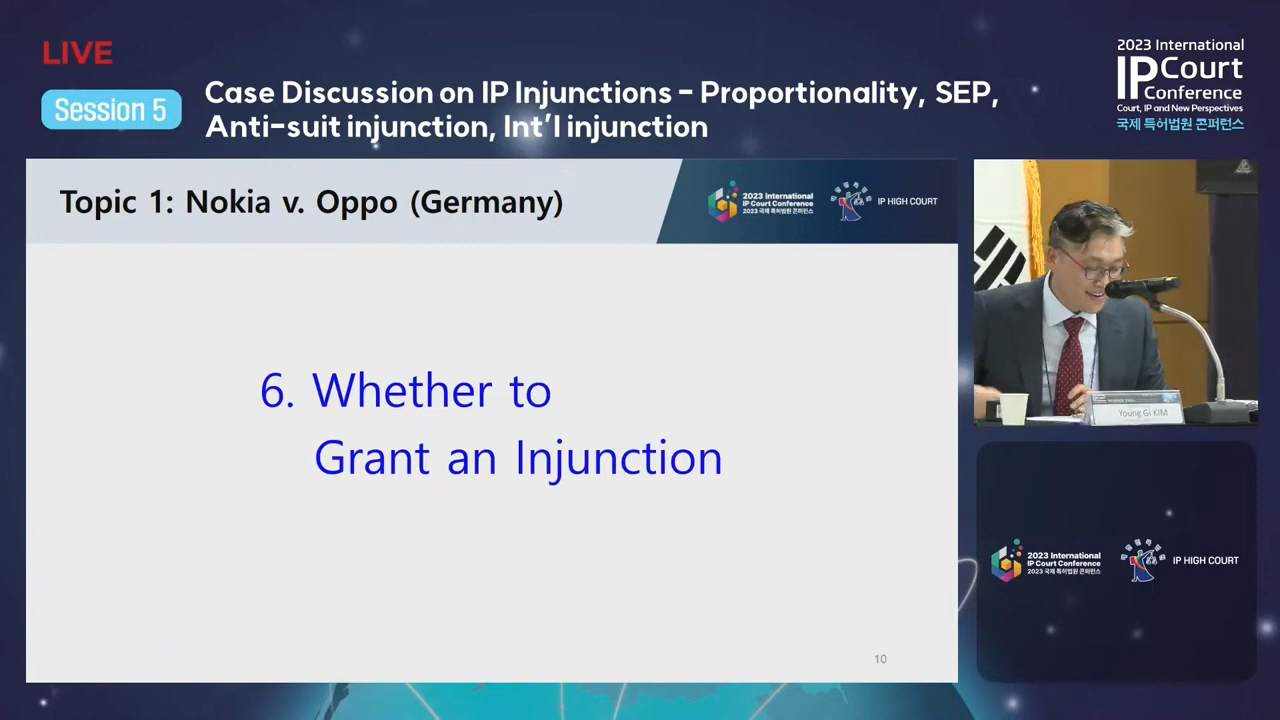 LIVE
Session 5
Case Discussion on IP Injunctions - Proportionality, SEP,
Anti-suit injunction, Int'l injunction
2023 International
IP Court
Conference
Court, IP and New Perspectives
국제 특허법원 콘퍼런스
Topic 1: Nokia v. Oppo (Germany)
2023 International
IP Court Conference
2023 국제 특허법원 콘퍼런스
IP HIGH COURT
6. Whether to
Grant an Injunction
10
Young Gi KIM
2023 International
IP Court Conference
2023 국제 특허법원 콘퍼런스
IP HIGH COURT